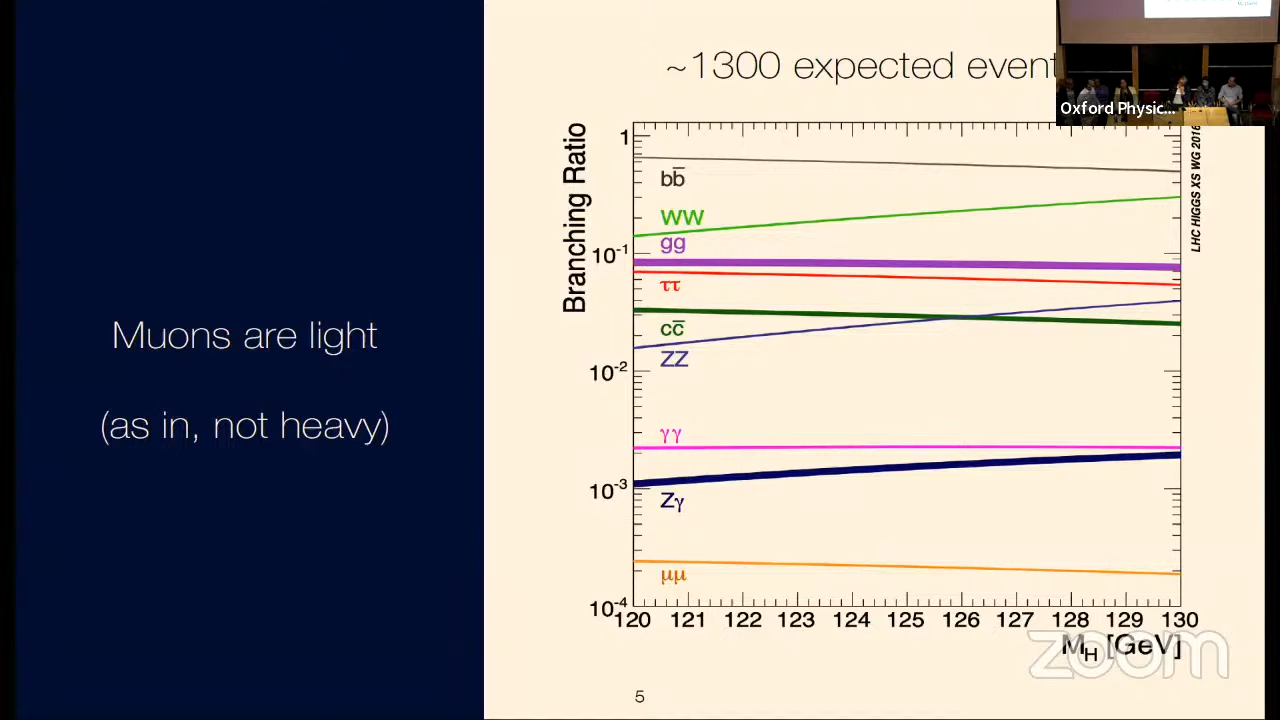 Muons are light
(as in, not heavy)
~1300 expected event
Oxford Physic...
Branching Ratio
1
10-1
10-2
10-3
10-4
bb̅
WW
gg
ττ
cc̅
ZZ
γγ
Zγ
μμ
LHC HIGGS XS WG 2016
120 121 122 123 124 125 126 127 128 129 130
MH [GeV]
zoom
5